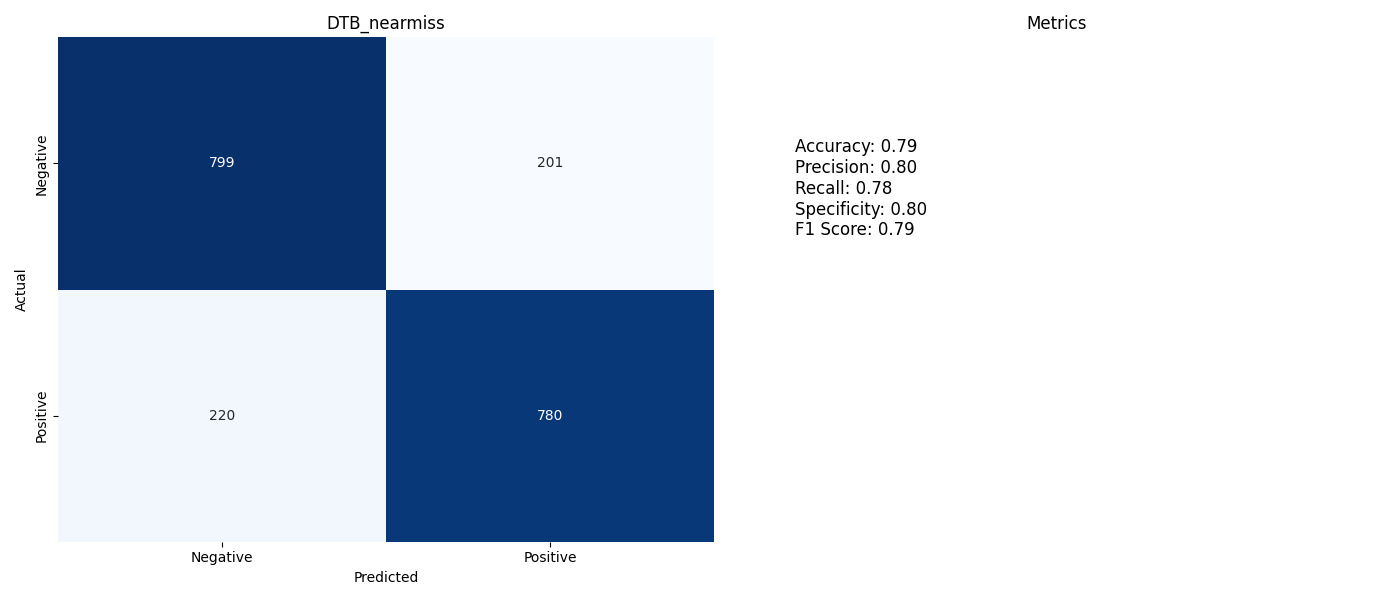 DTB_nearmiss
Negative
799
201
Actual
Positive
220
780
Negative
Positive
Predicted
Metrics
Accuracy: 0.79
Precision: 0.80
Recall: 0.78
Specificity: 0.80
F1 Score: 0.79